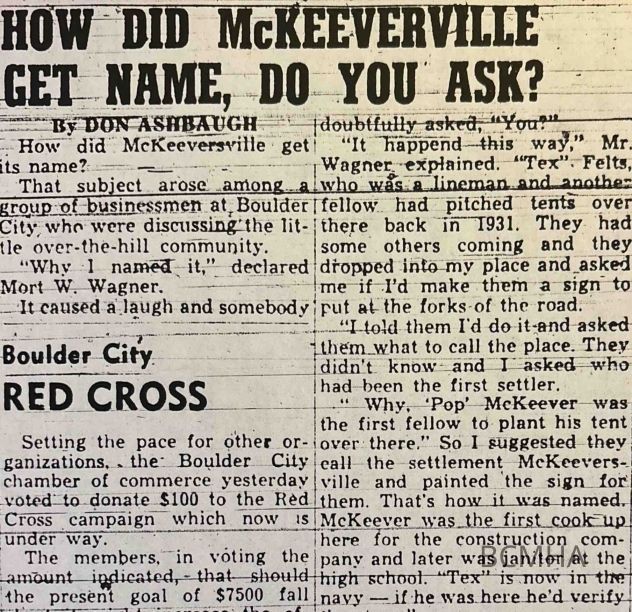 HOW DID McKEEVERVILLE
GET NAME, DO YOU ASK?
By DON ASHBAUGH
How did McKeeversville get
its name?
That subject arose among a
group of businessmen at Boulder
City who were discussing the lit-
tle over-the-hill community.
"Why I named it," declared
Mort W. Wagner.
It caused a laugh and somebody
doubtfully asked, "You?"
"It happend this way," Mr.
Wagner explained. "Tex" Felts,
who was a lineman and another
fellow had pitched tents over
there back in 1931. They had
some others coming and they
dropped into my place and asked
me if I'd make them a sign to
put at the forks of the road.
"I told them I'd do it and asked
them what to call the place. They
didn't know and I asked who
had been the first settler.
" Why, 'Pop' McKeever was
the first fellow to plant his tent
over there." So I suggested they
call the settlement McKeevers-
ville and painted the sign for
them. That's how it was named.
McKeever was the first cook up
here for the construction com-
pany and later was janitor at the
high school. "Tex" is now in the
navy — if he was here he'd verify
Boulder City
RED CROSS
Setting the pace for other or-
ganizations, the Boulder City
chamber of commerce yesterday
voted to donate $100 to the Red
Cross campaign which now is
under way.
The members, in voting the
amount indicated, that should
the present goal of $7500 fall
BCMHA